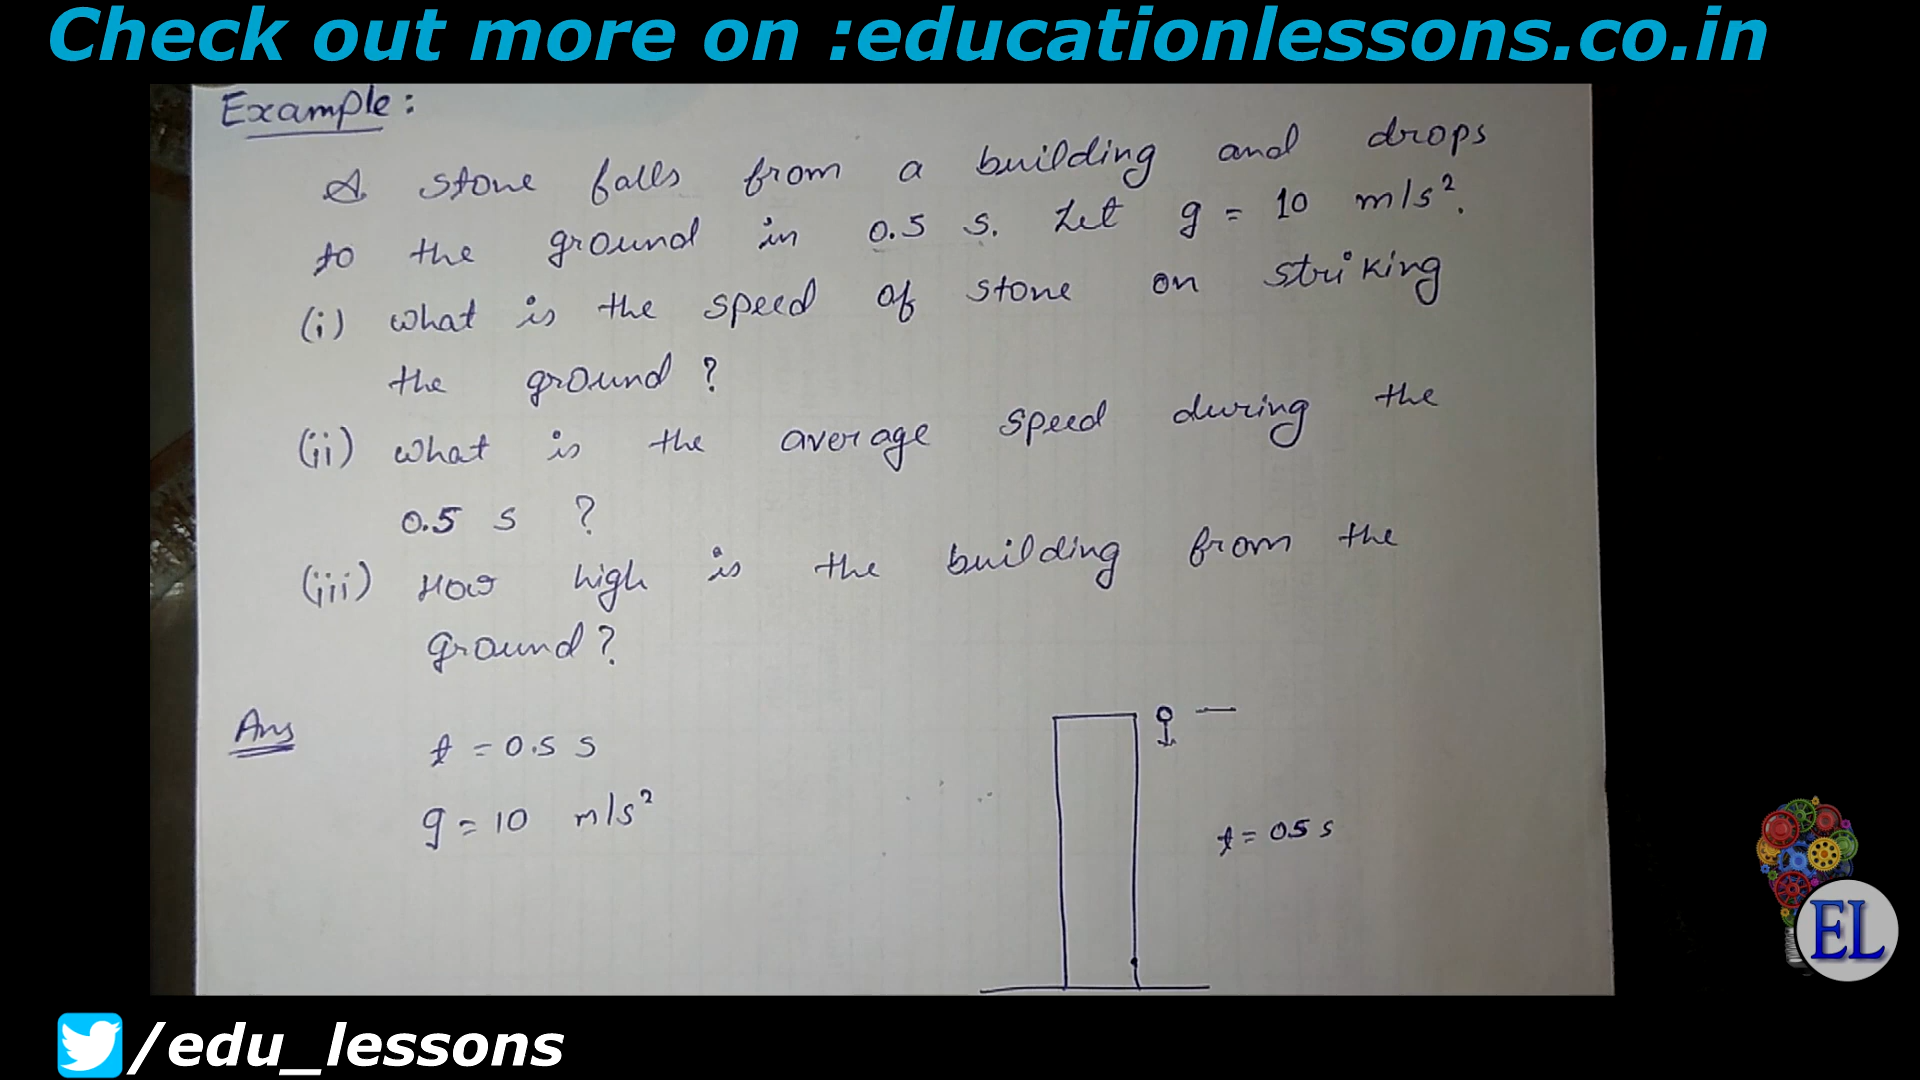 Check out more on :educationlessons.co.in
Example:
A stone falls from a building and drops
to the ground in 0.5 s. Let g = 10 m/s².
(i) what is the speed of stone on striking
the ground?
(ii) what is the average speed during the
0.5 s ?
(iii) How high is the building from the
ground?
Ans
t = 0.5 s
g = 10 m/s²
t = 0.5 s
EL
/edu_lessons